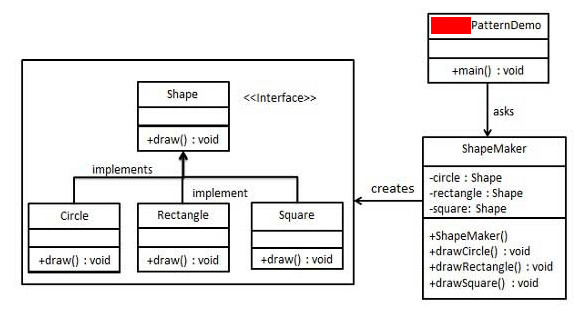 PatternDemo
+main() : void
asks
Shape
<<Interface>>
+draw() : void
implements
implement
Circle
+draw() : void
Rectangle
+draw() : void
Square
+draw() : void
creates
ShapeMaker
-circle : Shape
-rectangle : Shape
-square: Shape
+ShapeMaker()
+drawCircle() : void
+drawRectangle() : void
+drawSquare() : void